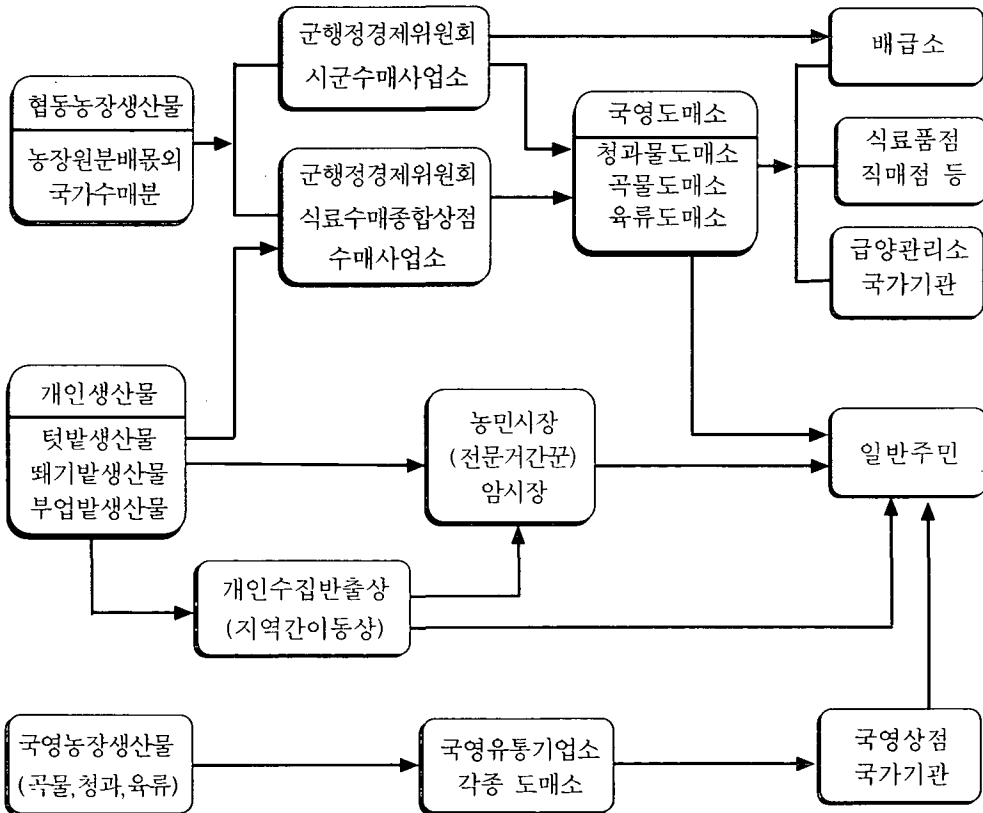 협동농장생산물
농장원분배몫외
국가수매분
군행정경제위원회
시군수매사업소
군행정경제위원회
식료수매종합상점
수매사업소
국영도매소
청과물도매소
곡물도매소
육류도매소
배급소
식료품점
직매점 등
급양관리소
국가기관
개인생산물
텃밭생산물
뙈기밭생산물
부업밭생산물
농민시장
(전문거간꾼)
암시장
일반주민
개인수집반출상
(지역간이동상)
국영농장생산물
(곡물,청과,육류)
국영유통기업소
각종 도매소
국영상점
국가기관